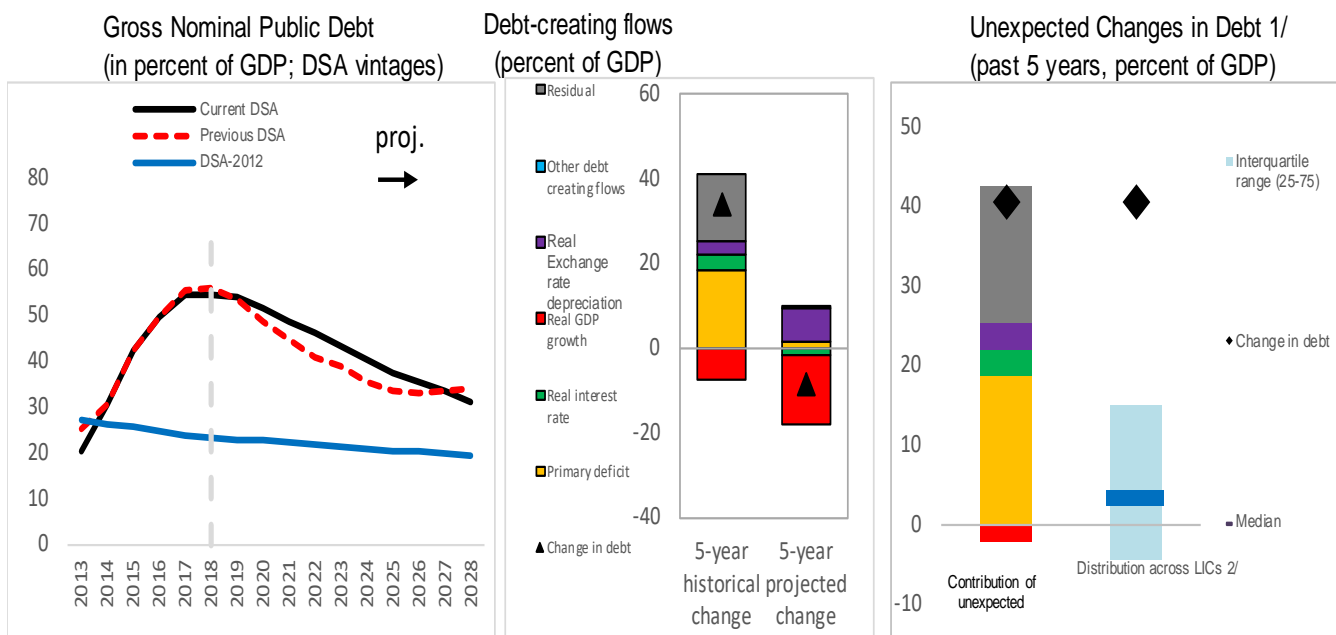 Gross Nominal Public Debt
(in percent of GDP; DSA vintages)
Current DSA
Previous DSA
DSA-2012
proj.
80
70
60
50
40
30
20
10
0
2013
2014
2015
2016
2017
2018
2019
2020
2021
2022
2023
2024
2025
2026
2027
2028
Debt-creating flows
(percent of GDP)
Residual
Other debt
creating flows
Real
Exchange
rate
depreciation
Real GDP
growth
Real interest
rate
Primary deficit
Change in debt
60
40
20
0
-20
-40
5-year
historical
change
5-year
projected
change
Unexpected Changes in Debt 1/
(past 5 years, percent of GDP)
50
40
30
20
10
0
-10
Interquartile
range (25-75)
Change in debt
Median
Contribution of
unexpected
Distribution across LICs 2/